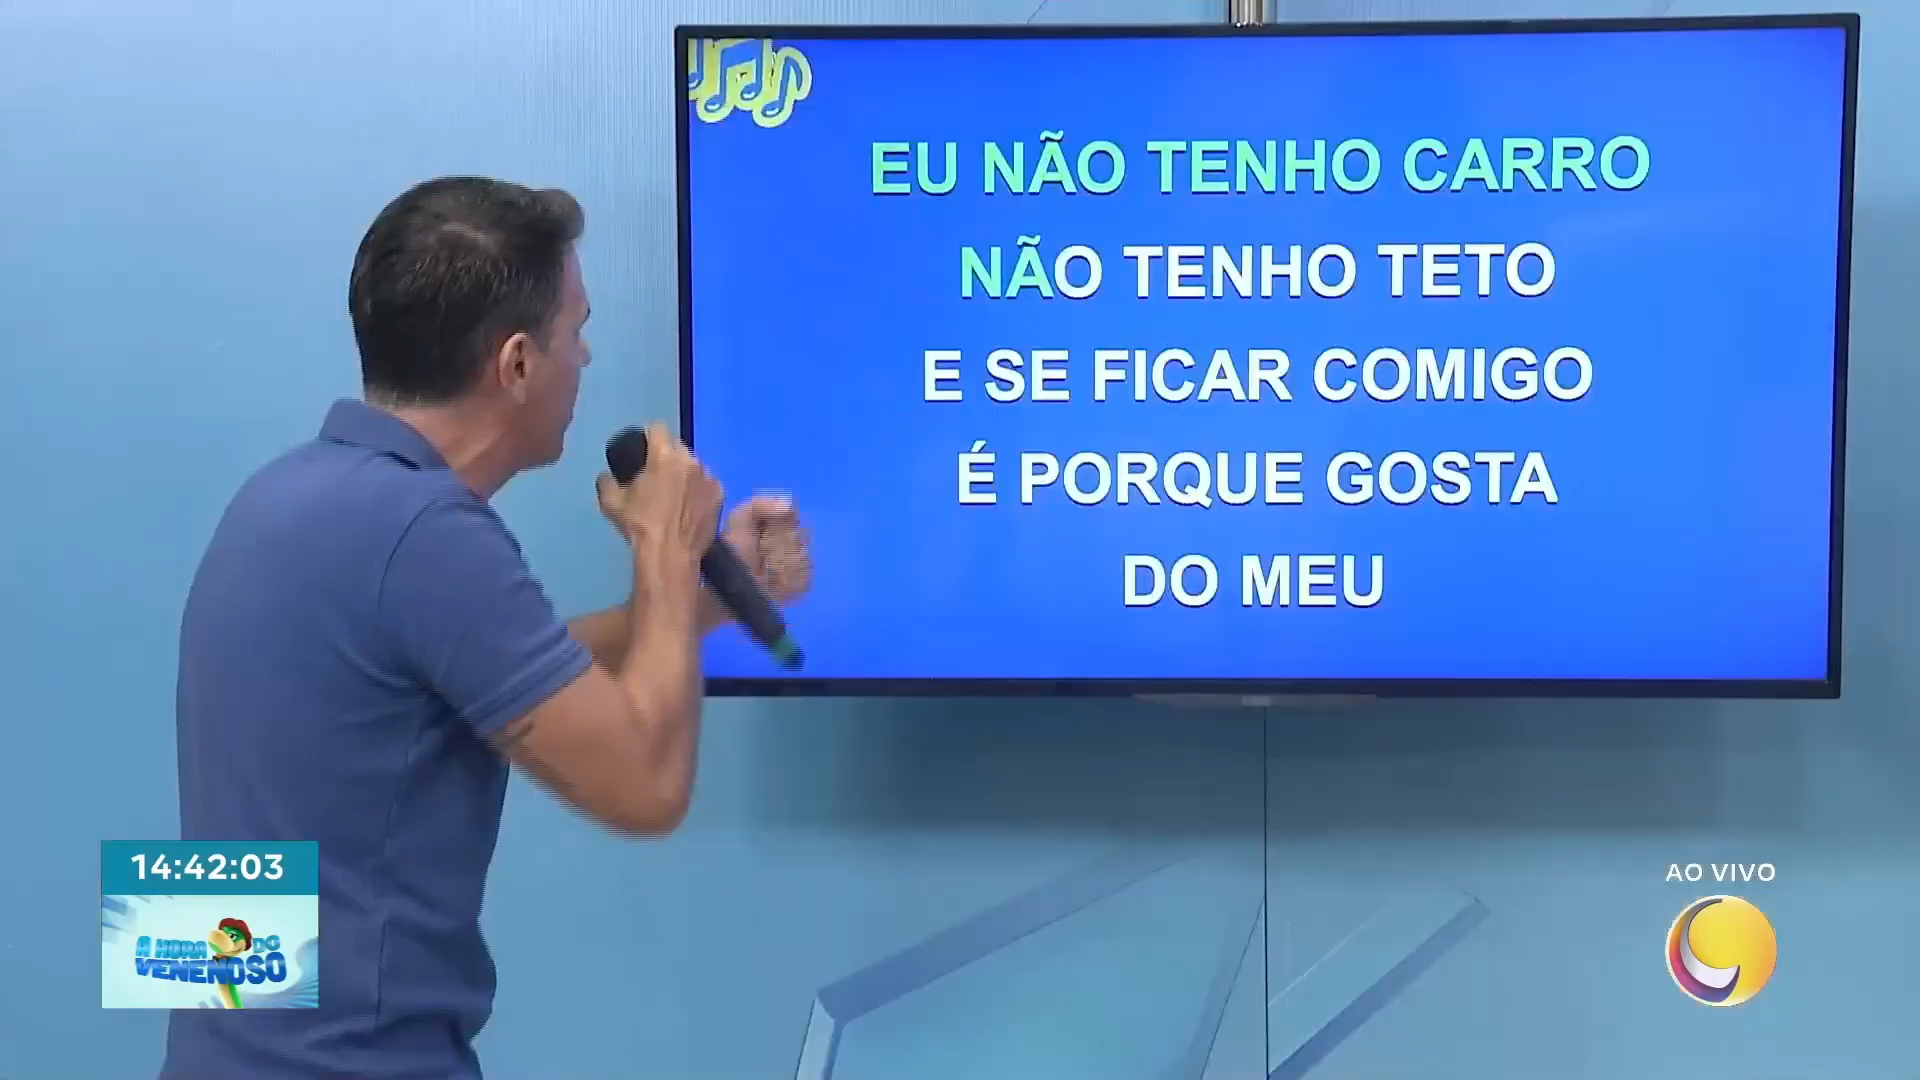 EU NÃO TENHO CARRO
NÃO TENHO TETO
E SE FICAR COMIGO
É PORQUE GOSTA
DO MEU
14:42:03
A HORA DO
VENENOSO
AO VIVO